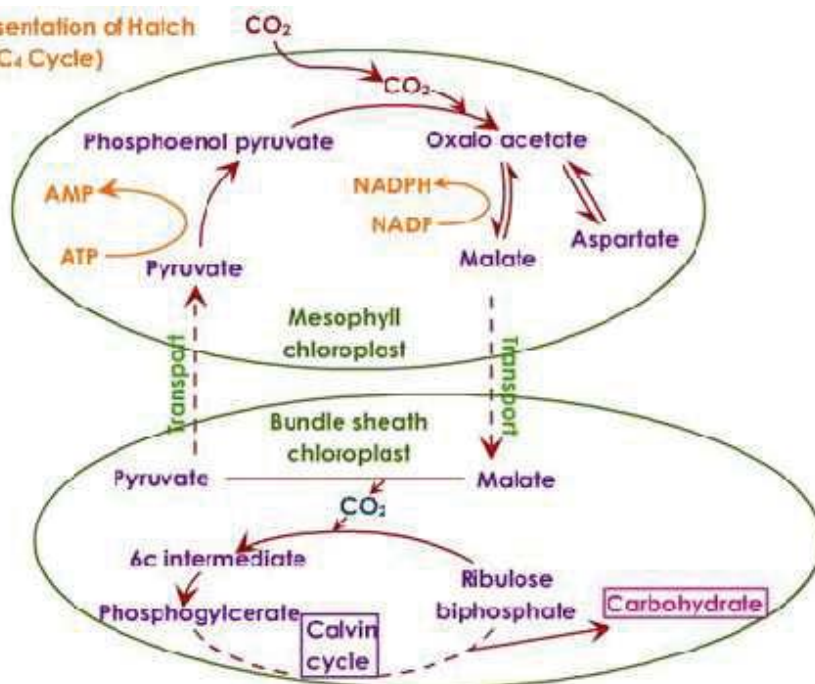 sentation of Halch
C₄ Cycle)
CO₂
CO₂
Phosphoenol pyruvate
Oxalo acetate
AMP
NADPH
NADP
ATP
Pyruvate
Malate
Aspartate
Mesophyll
chloroplast
Transport
Transport
Bundle sheath
chloroplast
Pyruvate
Malate
CO₂
6c intermediate
Ribulose
biphosphate
Phosphogylcerate
Carbohydrate
Calvin
cycle